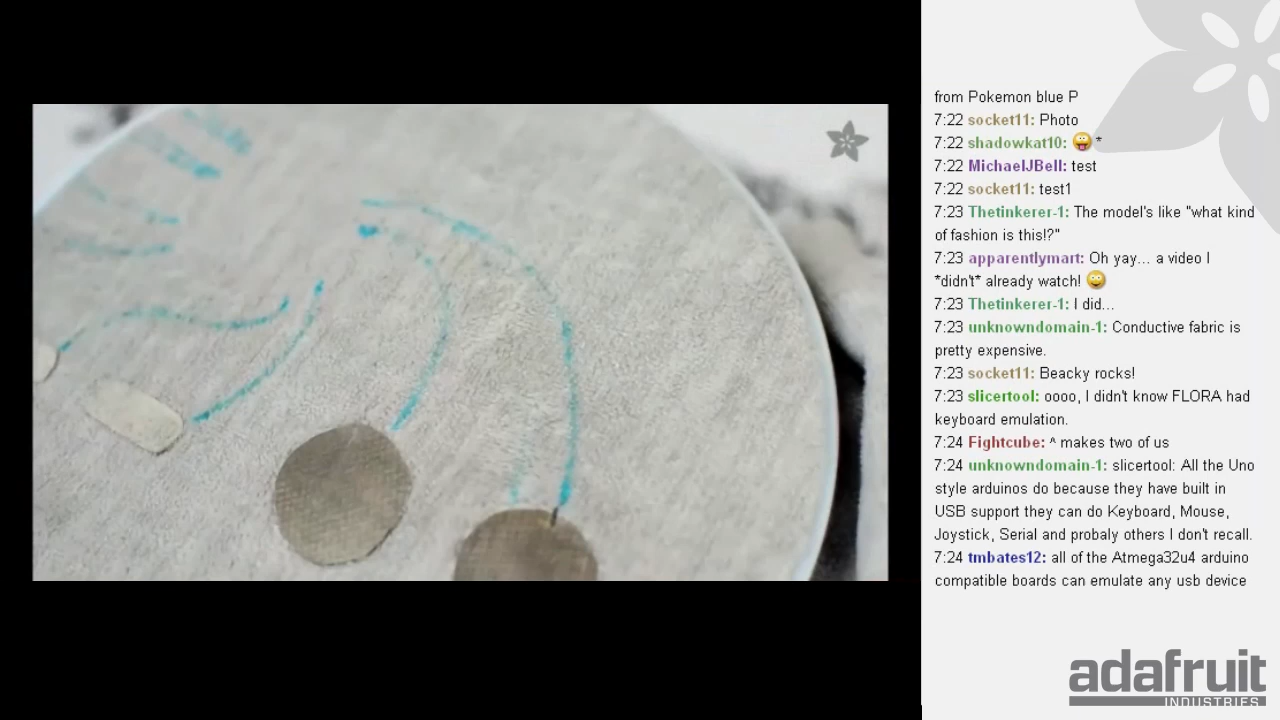 from Pokemon blue P
7:22 socket11: Photo
7:22 shadowkat10: *
7:22 MichaelJBell: test
7:22 socket11: test1
7:23 Thetinkerer-1: The model's like "what kind
of fashion is this!?"
7:23 apparentlymart: Oh yay... a video I
*didn't* already watch!
7:23 Thetinkerer-1: I did...
7:23 unknowndomain-1: Conductive fabric is
pretty expensive.
7:23 socket11: Beacky rocks!
7:23 slicertool: oooo, I didn't know FLORA had
keyboard emulation.
7:24 Fightcube: ^ makes two of us
7:24 unknowndomain-1: slicertool: All the Uno
style arduinos do because they have built in
USB support they can do Keyboard, Mouse,
Joystick, Serial and probaly others I don't recall.
7:24 tmbates12: all of the Atmega32u4 arduino
compatible boards can emulate any usb device
adafruit
INDUSTRIES